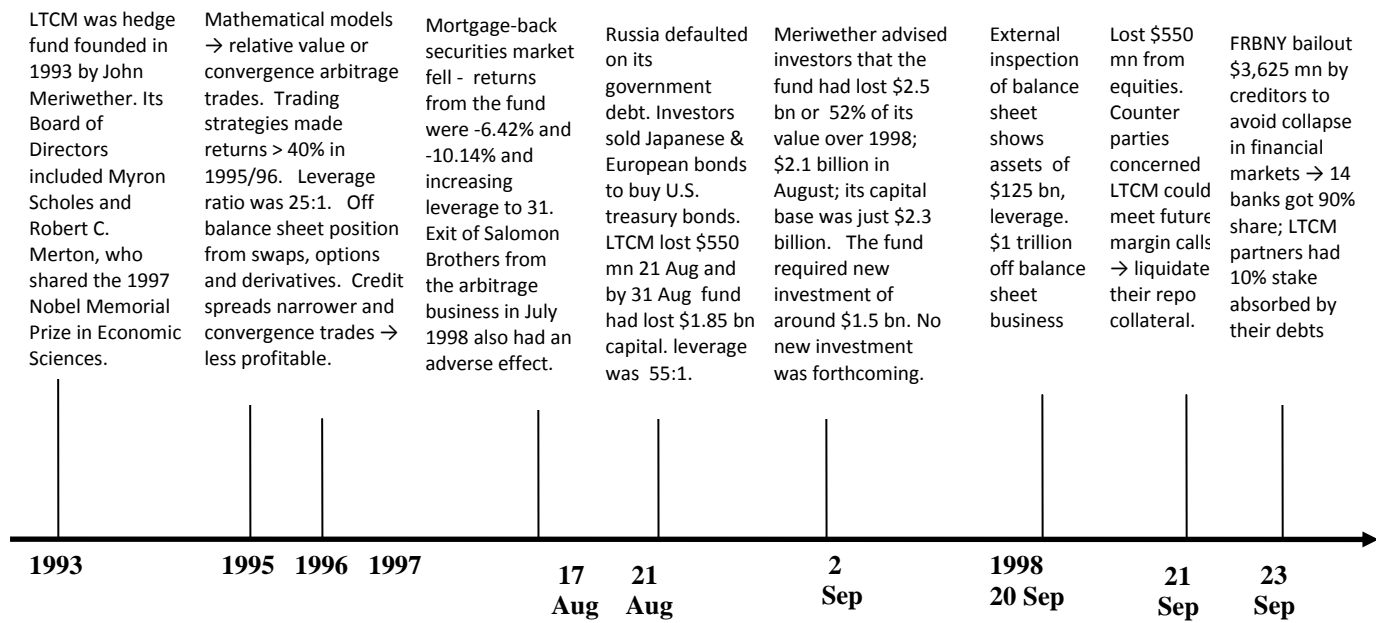 LTCM was hedge
fund founded in
1993 by John
Meriwether. Its
Board of
Directors
included Myron
Scholes and
Robert C.
Merton, who
shared the 1997
Nobel Memorial
Prize in Economic
Sciences.
Mathematical models
→ relative value or
convergence arbitrage
trades. Trading
strategies made
returns > 40% in
1995/96. Leverage
ratio was 25:1. Off
balance sheet position
from swaps, options
and derivatives. Credit
spreads narrower and
convergence trades →
less profitable.
Mortgage-back
securities market
fell - returns
from the fund
were -6.42% and
-10.14% and
increasing
leverage to 31.
Exit of Salomon
Brothers from
the arbitrage
business in July
1998 also had an
adverse effect.
Russia defaulted
on its
government
debt. Investors
sold Japanese &
European bonds
to buy U.S.
treasury bonds.
LTCM lost $550
mn 21 Aug and
by 31 Aug fund
had lost $1.85 bn
capital. leverage
was 55:1.
Meriwether advised
investors that the
fund had lost $2.5
bn or 52% of its
value over 1998;
$2.1 billion in
August; its capital
base was just $2.3
billion. The fund
required new
investment of
around $1.5 bn. No
new investment
was forthcoming.
External
inspection
of balance
sheet
shows
assets of
$125 bn,
leverage.
$1 trillion
off balance
sheet
business
Lost $550
mn from
equities.
Counter
parties
concerned
LTCM could
meet future
margin calls
→ liquidate
their repo
collateral.
FRBNY bailout
$3,625 mn by
creditors to
avoid collapse
in financial
markets → 14
banks got 90%
share; LTCM
partners had
10% stake
absorbed by
their debts
1993
1995
1996
1997
17
Aug
21
Aug
2
Sep
1998
20 Sep
21
Sep
23
Sep